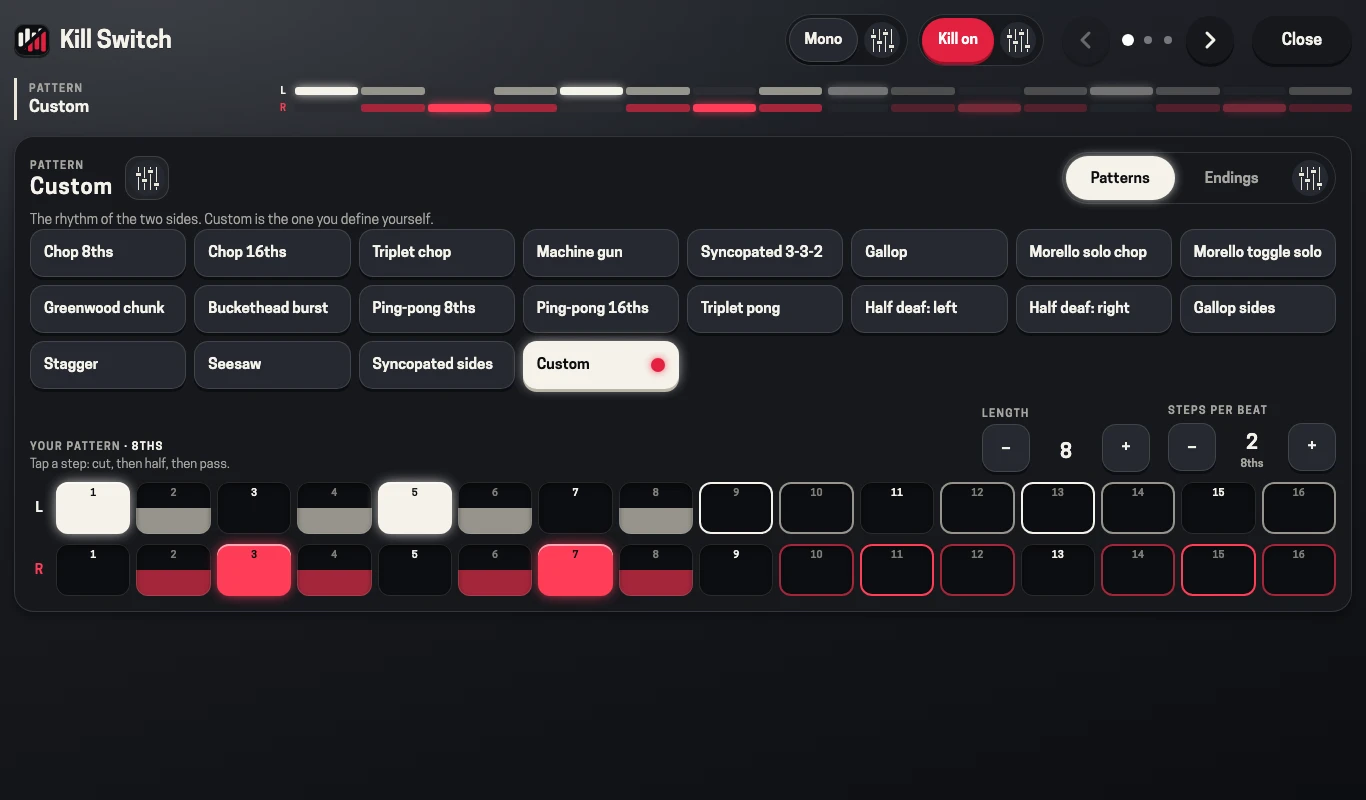 Kill Switch
Mono
Kill on
Close
PATTERN
Custom
L
R
PATTERN
Custom
Patterns
Endings
The rhythm of the two sides. Custom is the one you define yourself.
Chop 8ths
Chop 16ths
Triplet chop
Machine gun
Syncopated 3-3-2
Gallop
Morello solo chop
Morello toggle solo
Greenwood chunk
Buckethead burst
Ping-pong 8ths
Ping-pong 16ths
Triplet pong
Half deaf: left
Half deaf: right
Gallop sides
Stagger
Seesaw
Syncopated sides
Custom
LENGTH
– 8 +
STEPS PER BEAT
– 2 +
8ths
YOUR PATTERN · 8THS
Tap a step: cut, then half, then pass.
L 1 2 3 4 5 6 7 8 9 10 11 12 13 14 15 16
R 1 2 3 4 5 6 7 8 9 10 11 12 13 14 15 16